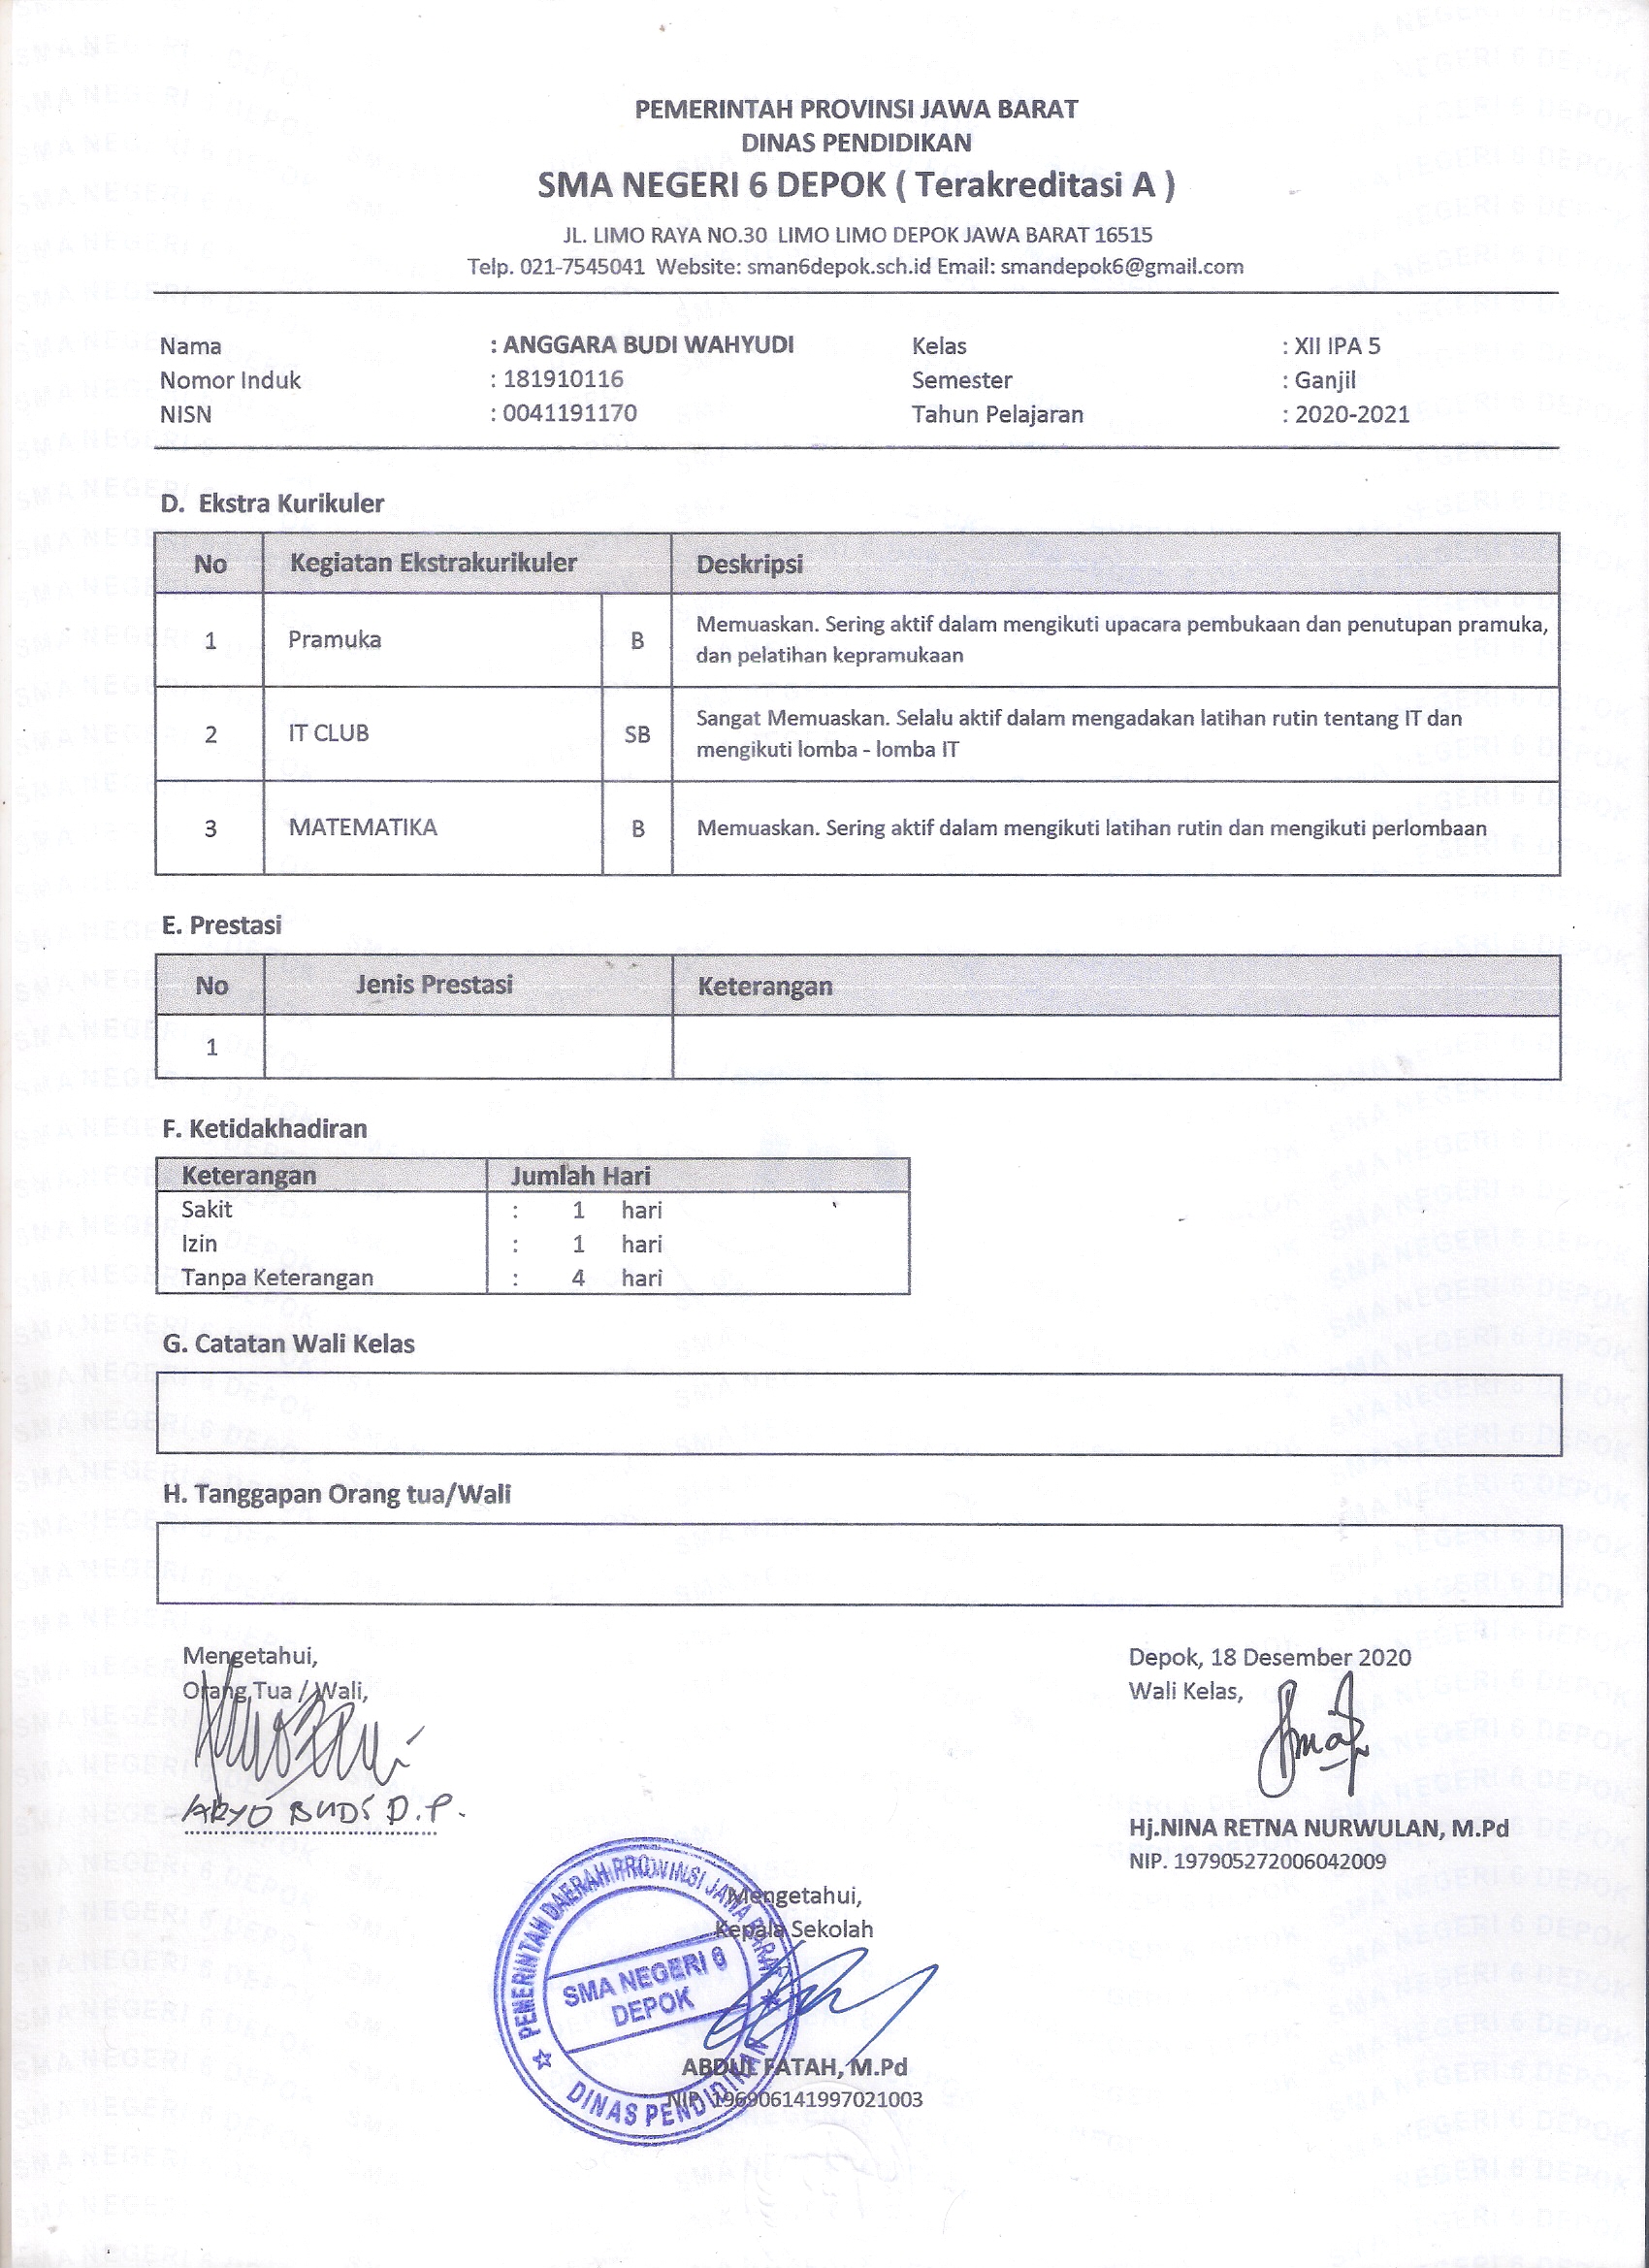 PEMERINTAH PROVINSI JAWA BARAT
DINAS PENDIDIKAN
SMA NEGERI 6 DEPOK ( Terakreditasi A )
JL. LIMO RAYA NO.30 LIMO LIMO DEPOK JAWA BARAT 16515
Telp. 021-7545041 Website: sman6depok.sch.id Email: smandepok6@gmail.com
Nama : ANGGARA BUDI WAHYUDI Kelas : XII IPA 5
Nomor Induk : 181910116 Semester : Ganjil
NISN : 0041191170 Tahun Pelajaran : 2020-2021
D. Ekstra Kurikuler
No Kegiatan Ekstrakurikuler Deskripsi
1 Pramuka B Memuaskan. Sering aktif dalam mengikuti upacara pembukaan dan penutupan pramuka,
dan pelatihan kepramukaan
2 IT CLUB SB Sangat Memuaskan. Selalu aktif dalam mengadakan latihan rutin tentang IT dan
mengikuti lomba - lomba IT
3 MATEMATIKA B Memuaskan. Sering aktif dalam mengikuti latihan rutin dan mengikuti perlombaan
E. Prestasi
No Jenis Prestasi Keterangan
1
F. Ketidakhadiran
Keterangan Jumlah Hari
Sakit : 1 hari
Izin : 1 hari
Tanpa Keterangan : 4 hari
G. Catatan Wali Kelas
H. Tanggapan Orang tua/Wali
Mengetahui,
Orang Tua / Wali,
ARYO BUDI D.P.
Depok, 18 Desember 2020
Wali Kelas,
Hj.NINA RETNA NURWULAN, M.Pd
NIP. 197905272006042009
Mengetahui,
Kepala Sekolah
PEMERINTAH DAERAH PROVINSI JAWA BARAT
SMA NEGERI 6
DEPOK
DINAS PENDIDIKAN
ABDUL FATAH, M.Pd
NIP. 196906141997021003